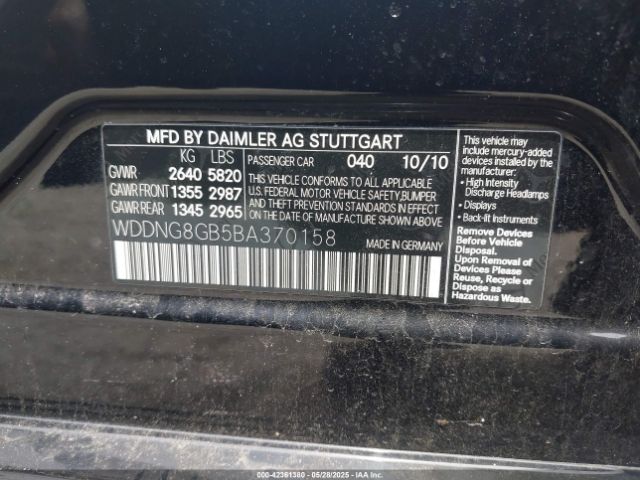 MFD BY DAIMLER AG STUTTGART
KG LBS
GVWR 2640 5820
GAWR FRONT 1355 2987
GAWR REAR 1345 2965
PASSENGER CAR 040 10/10
THIS VEHICLE CONFORMS TO ALL APPLICABLE
U.S. FEDERAL MOTOR VEHICLE SAFETY,BUMPER
AND THEFT PREVENTION STANDARDS IN EFFECT
ON THE DATE OF MANUFACTURE SHOWN ABOVE.
WDDNG8GB5BA370158
MADE IN GERMANY
This vehicle may
include mercury-added
devices installed by the
manufacturer:
• High Intensity
Discharge Headlamps
• Displays
• Back-lit Instruments
Remove Devices
Before Vehicle
Disposal.
Upon Removal of
Devices Please
Reuse, Recycle or
Dispose as
Hazardous Waste.
000-42361380 - 05/28/2025 - IAAI.COM